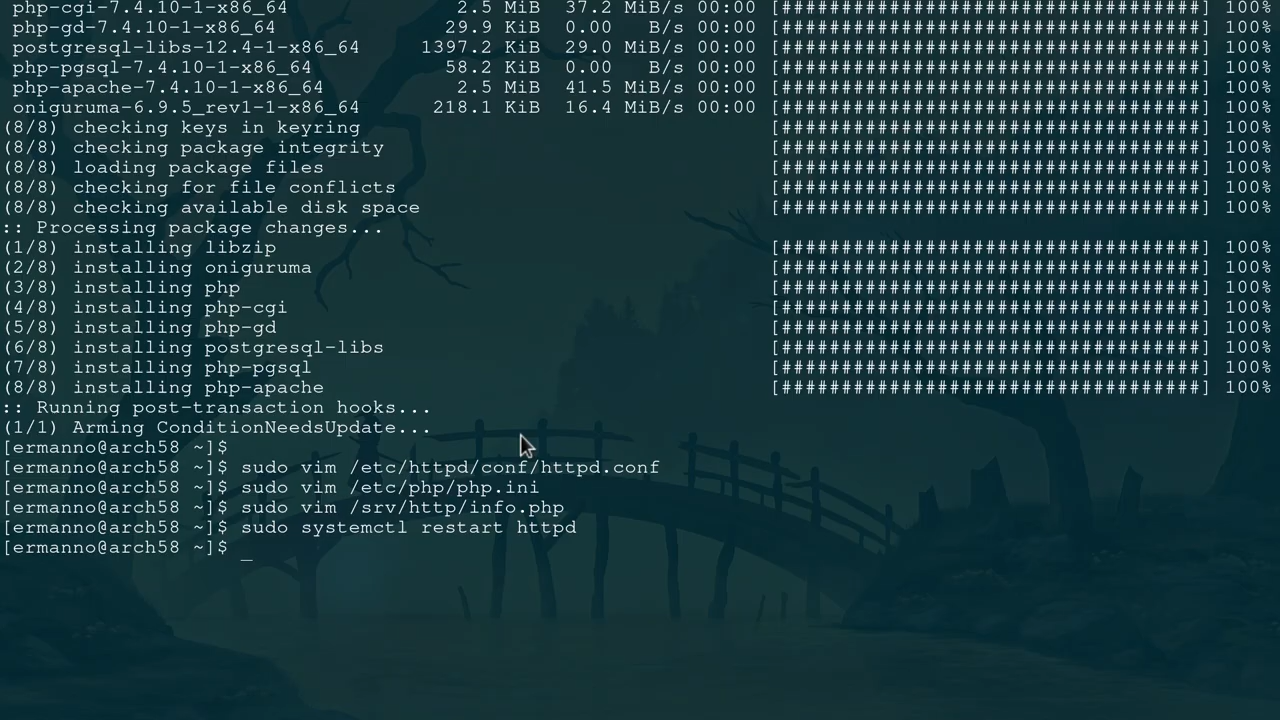 php-cgi-7.4.10-1-x86_64 2.5 MiB 37.2 MiB/s 00:00 [###################################] 100%
php-gd-7.4.10-1-x86_64 29.9 KiB 0.00 B/s 00:00 [###################################] 100%
postgresql-libs-12.4-1-x86_64 1397.2 KiB 29.0 MiB/s 00:00 [###################################] 100%
php-pgsql-7.4.10-1-x86_64 58.2 KiB 0.00 B/s 00:00 [###################################] 100%
php-apache-7.4.10-1-x86_64 2.5 MiB 41.5 MiB/s 00:00 [###################################] 100%
oniguruma-6.9.5_rev1-1-x86_64 218.1 KiB 16.4 MiB/s 00:00 [###################################] 100%
(8/8) checking keys in keyring [###################################] 100%
(8/8) checking package integrity [###################################] 100%
(8/8) loading package files [###################################] 100%
(8/8) checking for file conflicts [###################################] 100%
(8/8) checking available disk space [###################################] 100%
:: Processing package changes...
(1/8) installing libzip [###################################] 100%
(2/8) installing oniguruma [###################################] 100%
(3/8) installing php [###################################] 100%
(4/8) installing php-cgi [###################################] 100%
(5/8) installing php-gd [###################################] 100%
(6/8) installing postgresql-libs [###################################] 100%
(7/8) installing php-pgsql [###################################] 100%
(8/8) installing php-apache [###################################] 100%
:: Running post-transaction hooks...
(1/1) Arming ConditionNeedsUpdate...
[ermanno@arch58 ~]$
[ermanno@arch58 ~]$ sudo vim /etc/httpd/conf/httpd.conf
[ermanno@arch58 ~]$ sudo vim /etc/php/php.ini
[ermanno@arch58 ~]$ sudo vim /srv/http/info.php
[ermanno@arch58 ~]$ sudo systemctl restart httpd
[ermanno@arch58 ~]$ _